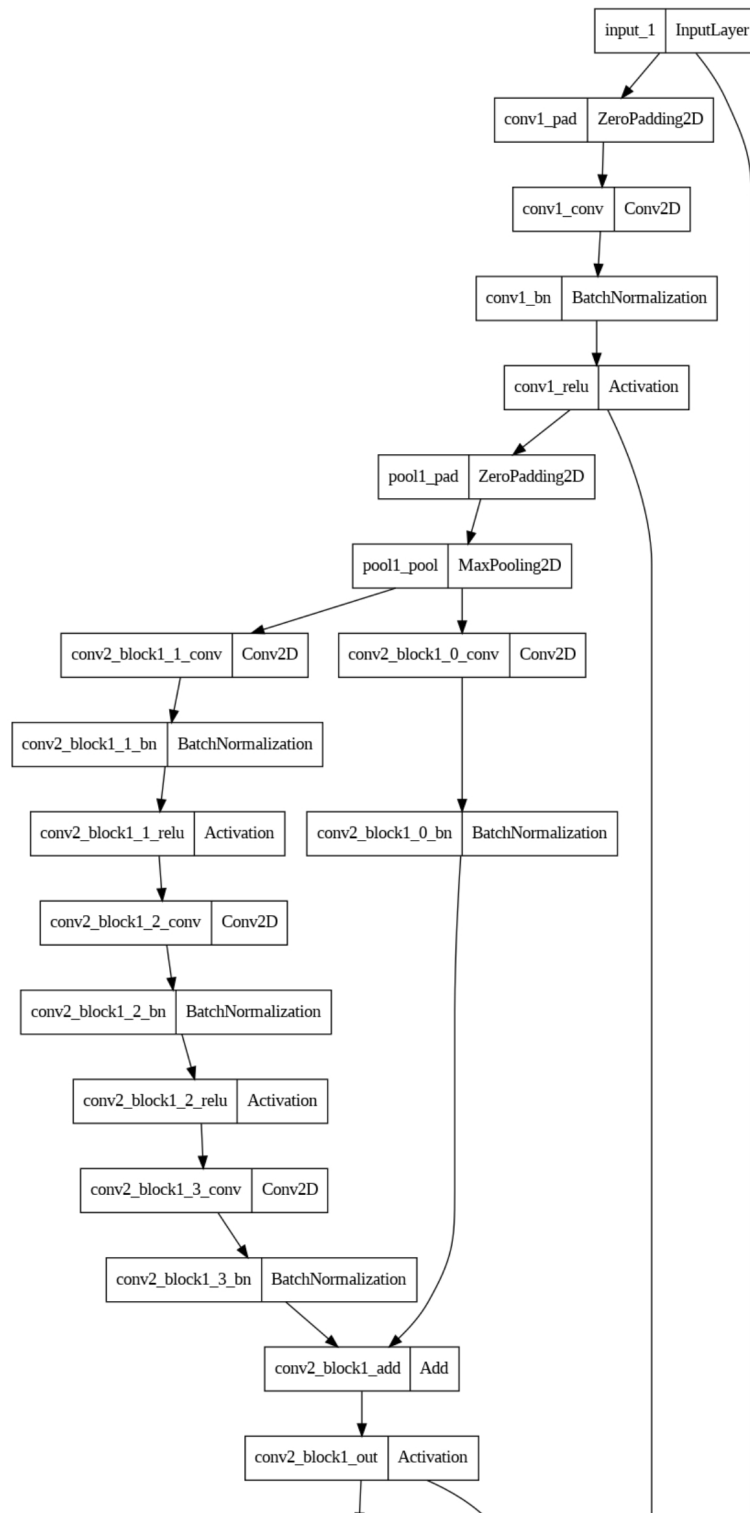 input_1 InputLayer
conv1_pad ZeroPadding2D
conv1_conv Conv2D
conv1_bn BatchNormalization
conv1_relu Activation
pool1_pad ZeroPadding2D
pool1_pool MaxPooling2D
conv2_block1_1_conv Conv2D
conv2_block1_0_conv Conv2D
conv2_block1_1_bn BatchNormalization
conv2_block1_1_relu Activation
conv2_block1_0_bn BatchNormalization
conv2_block1_2_conv Conv2D
conv2_block1_2_bn BatchNormalization
conv2_block1_2_relu Activation
conv2_block1_3_conv Conv2D
conv2_block1_3_bn BatchNormalization
conv2_block1_add Add
conv2_block1_out Activation